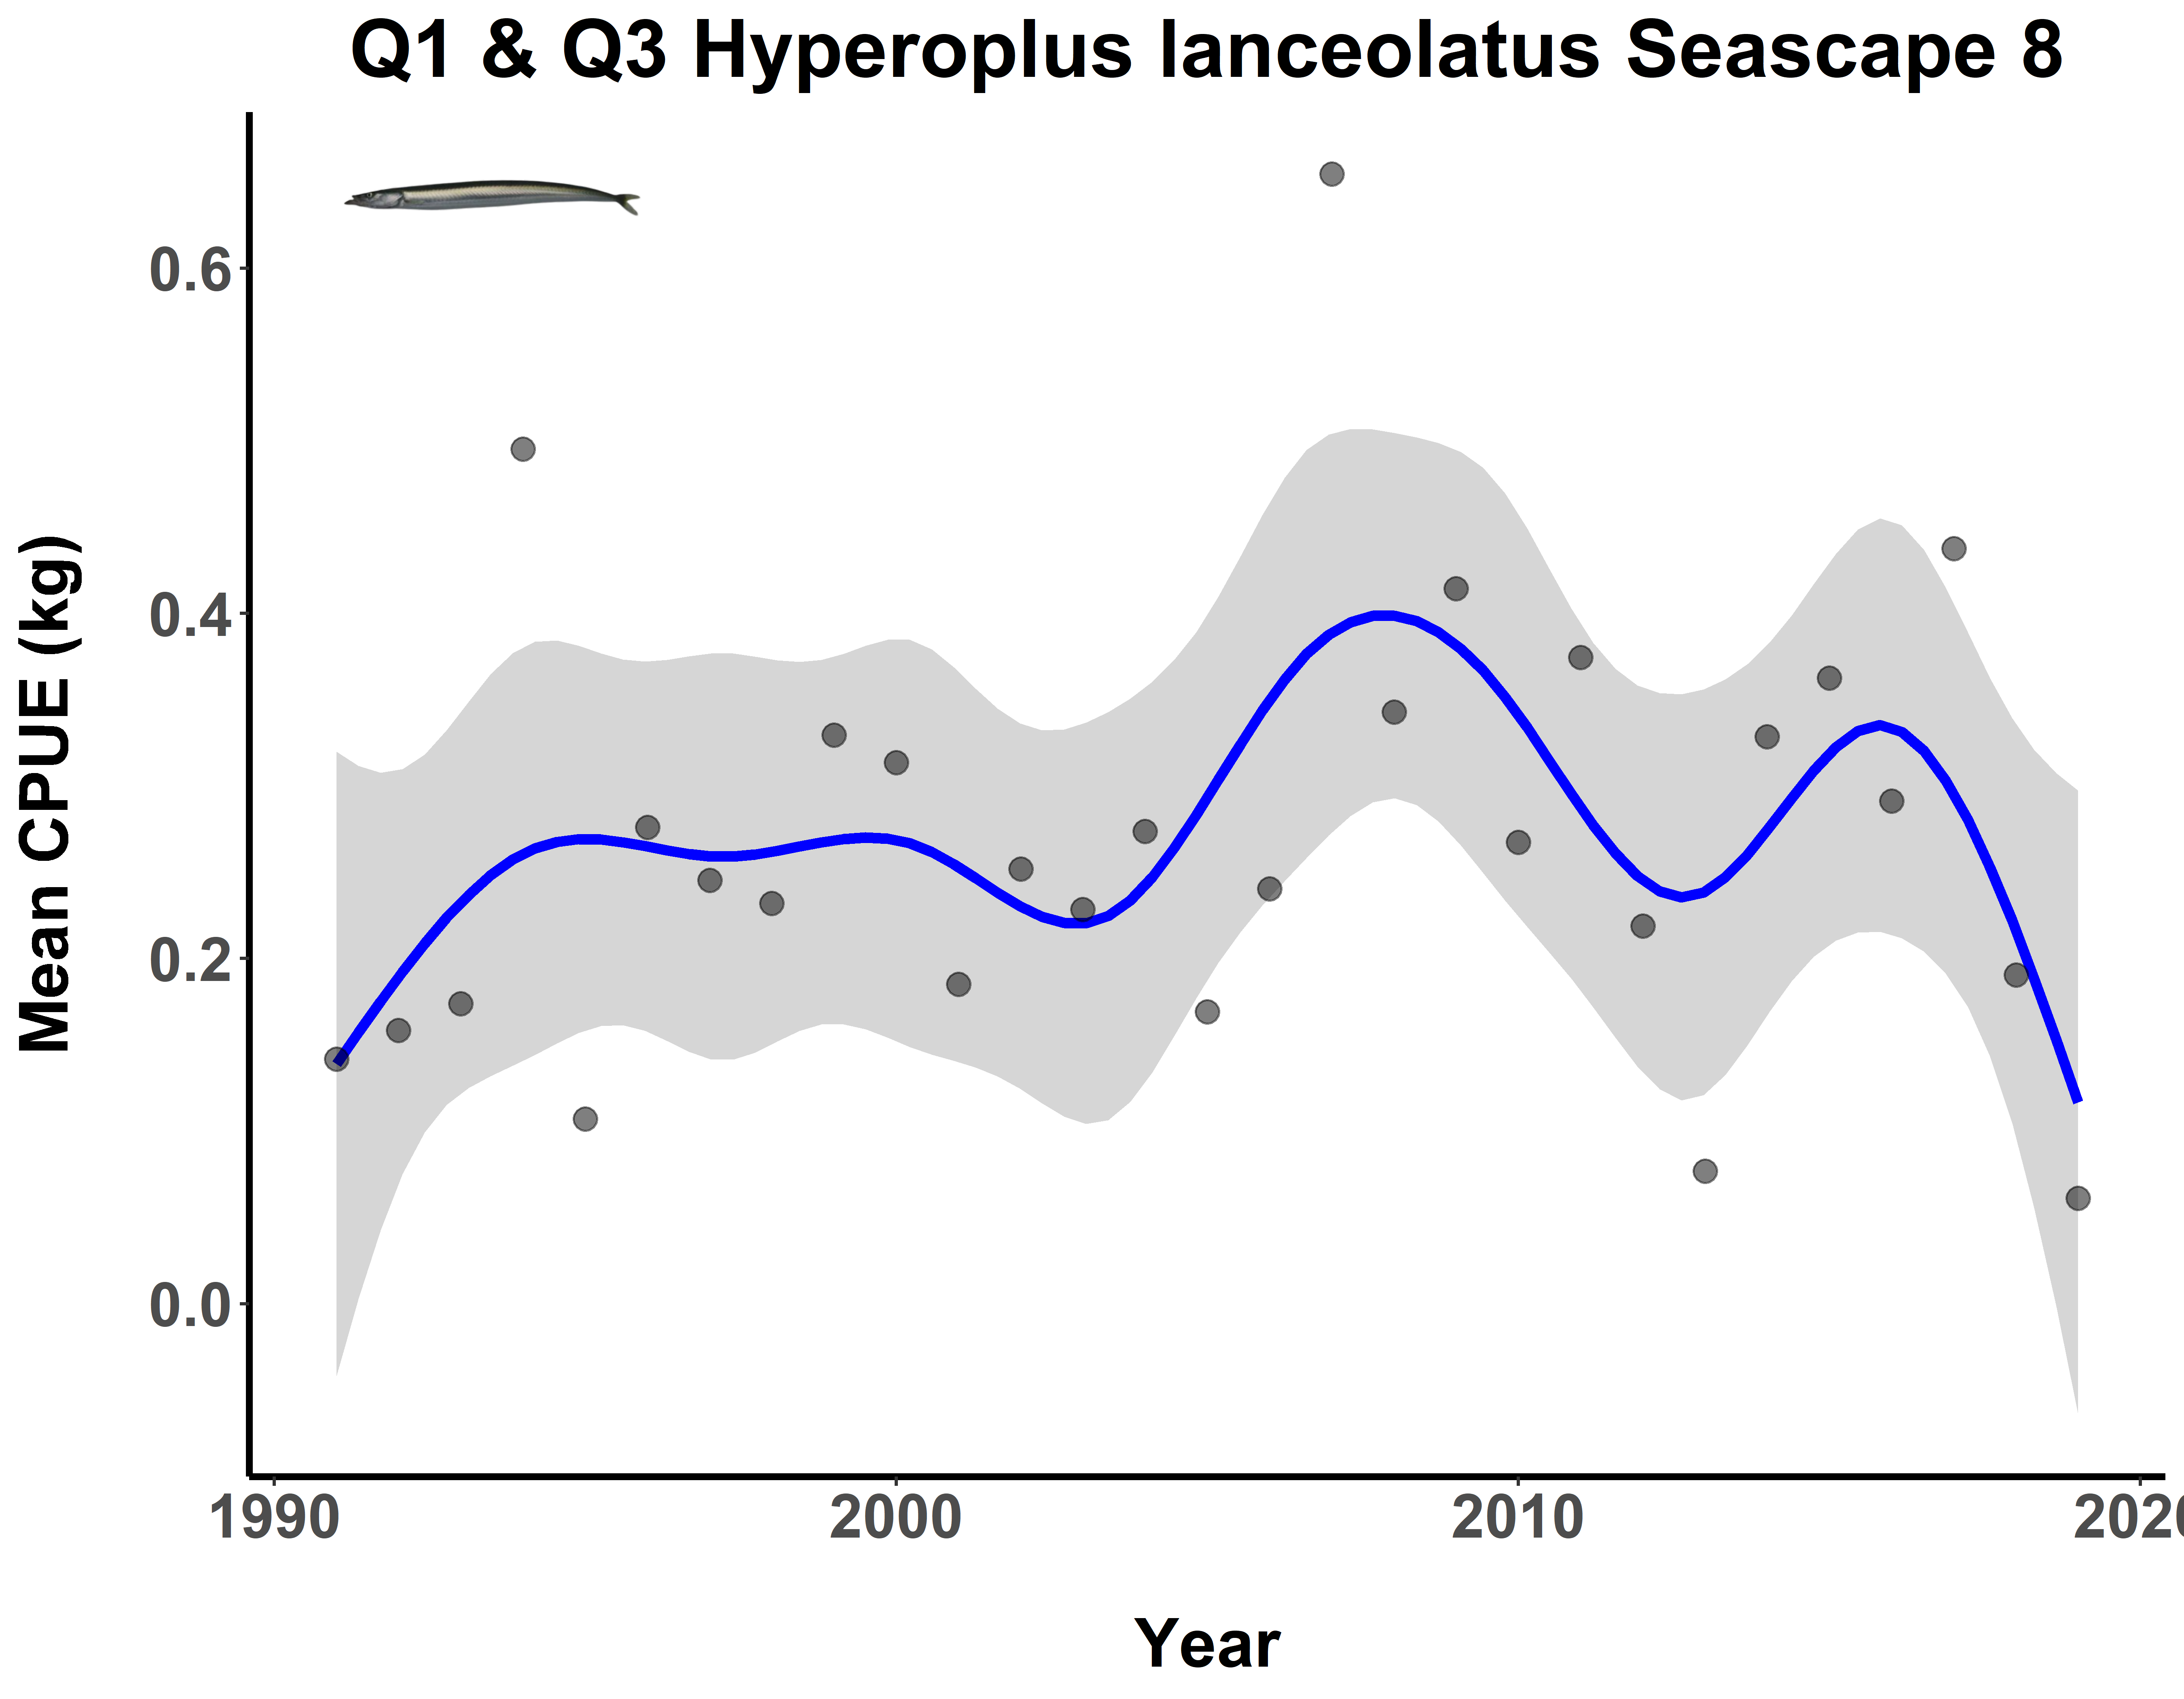 Q1 & Q3 Hyperoplus lanceolatus Seascape 8
Mean CPUE (kg)
0.6
0.4
0.2
0.0
1990 2000 2010 2020
Year